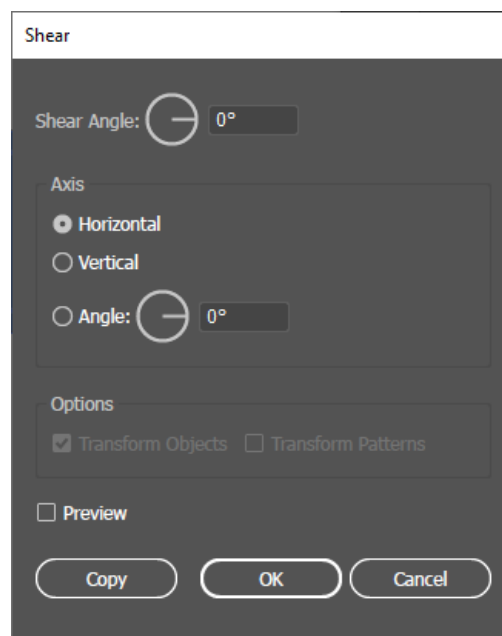 Shear
Shear Angle: 0°
Axis
Horizontal
Vertical
Angle: 0°
Options
Transform Objects Transform Patterns
Preview
Copy OK Cancel